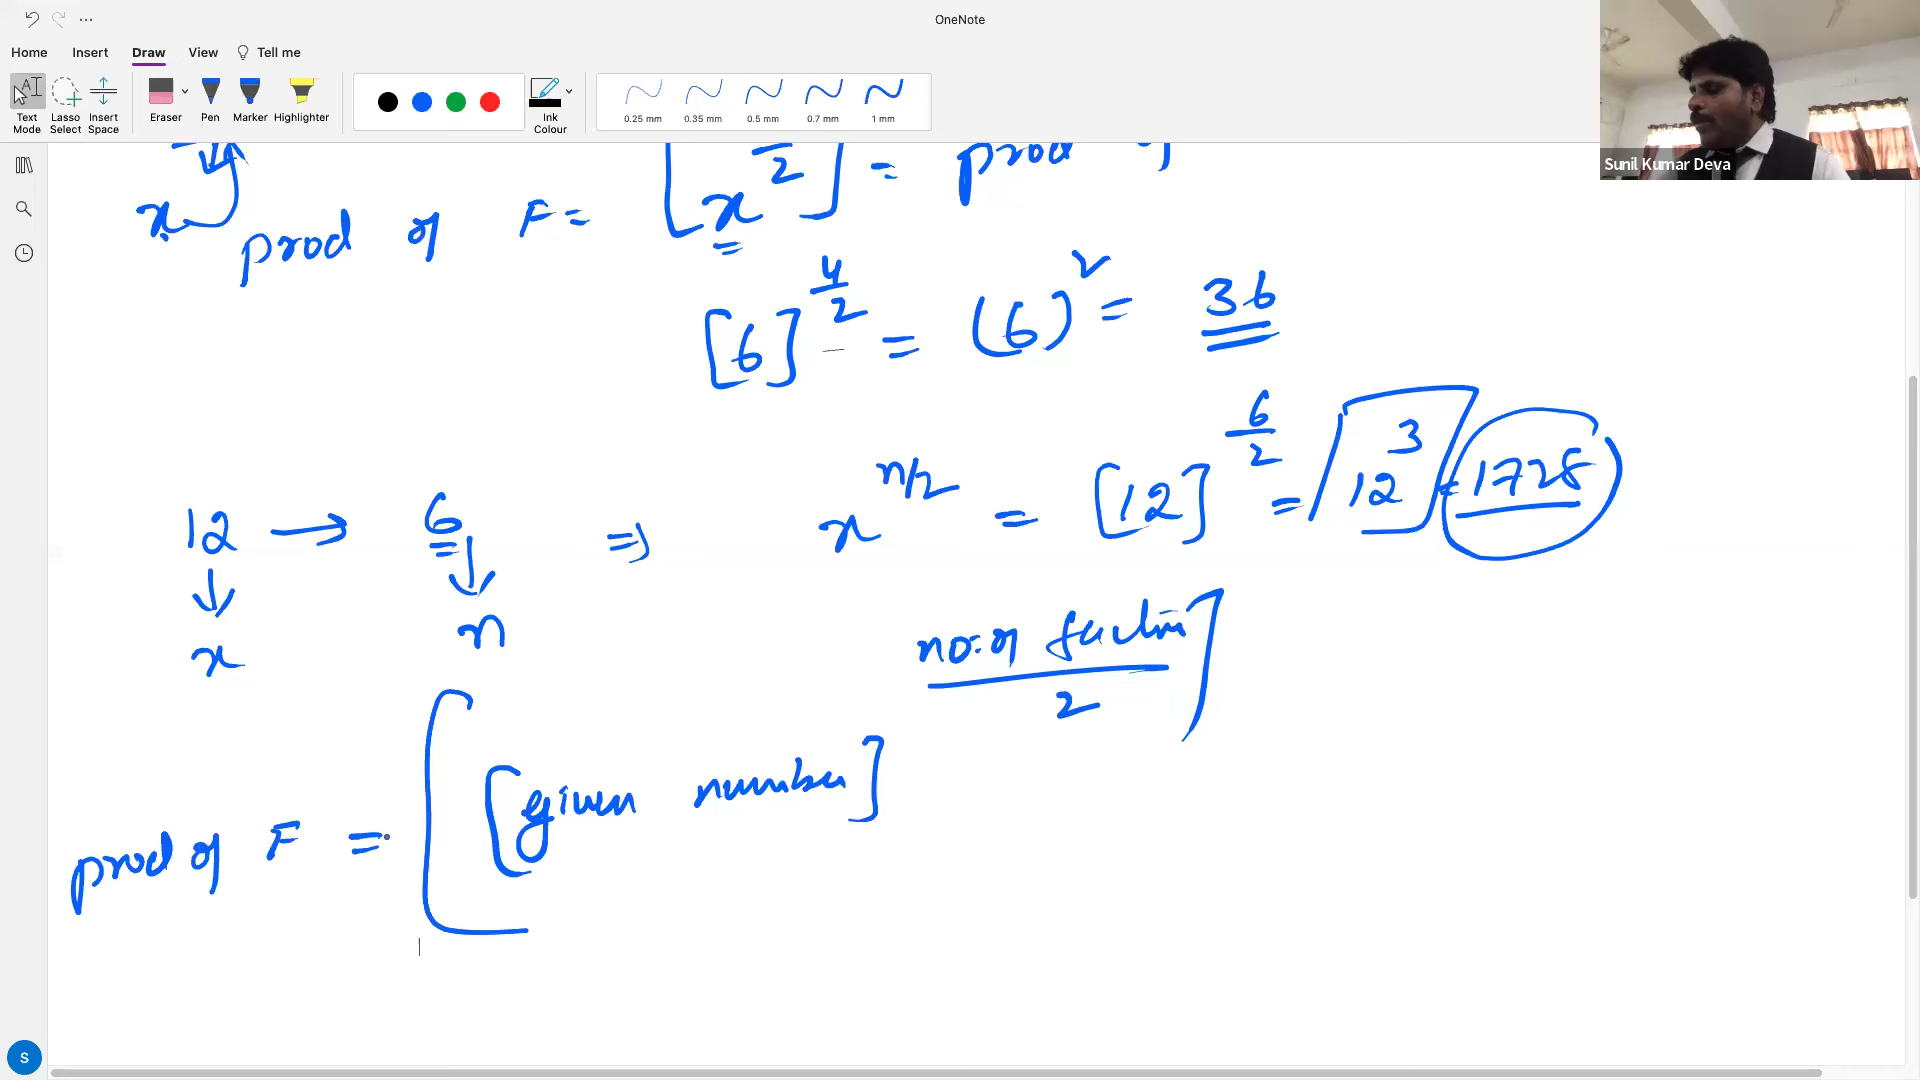 OneNote
Home Insert Draw View Tell me
Text Mode Lasso Select Insert Space Eraser Pen Marker Highlighter Ink Colour 0.25 mm 0.35 mm 0.5 mm 0.7 mm 1 mm
Sunil Kumar Deva
x prod of F = [x 2] = prod
[6]^4/2 = (6)^2 = 36
12 → 6 ⇒ x^n/2 = [12]^6/2 = 12^3 = 1728
x n
prod of F = [[given number] no. of factors/2]
S